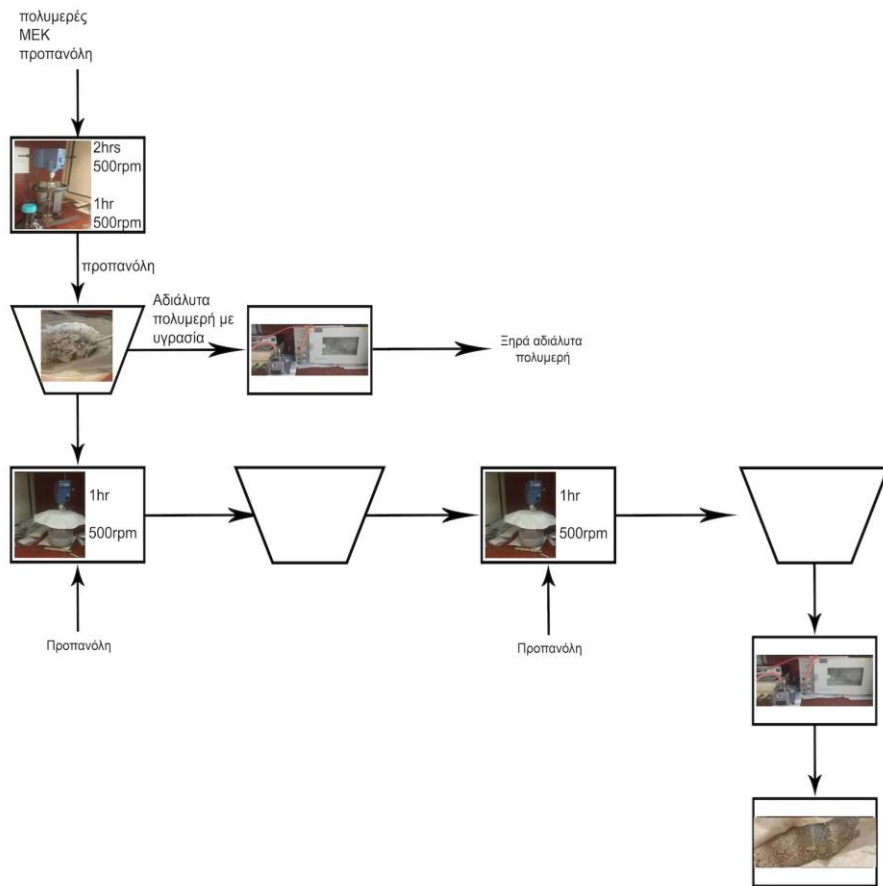 πολυμερές
ΜΕΚ
προπανόλη
2hrs
500rpm
1hr
500rpm
προπανόλη
Αδιάλυτα
πολυμερή με
υγρασία
Ξηρά αδιάλυτα
πολυμερή
1hr
500rpm
1hr
500rpm
Προπανόλη
Προπανόλη